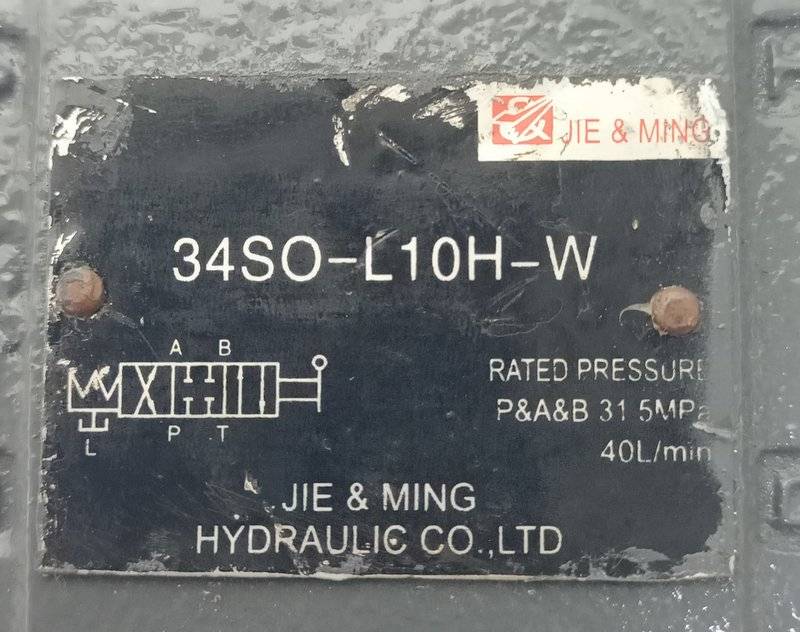 JIE & MING
34SO-L10H-W
A B
P T
L
RATED PRESSURE
P&A&B 31.5MPa
40L/min
JIE & MING
HYDRAULIC CO.,LTD